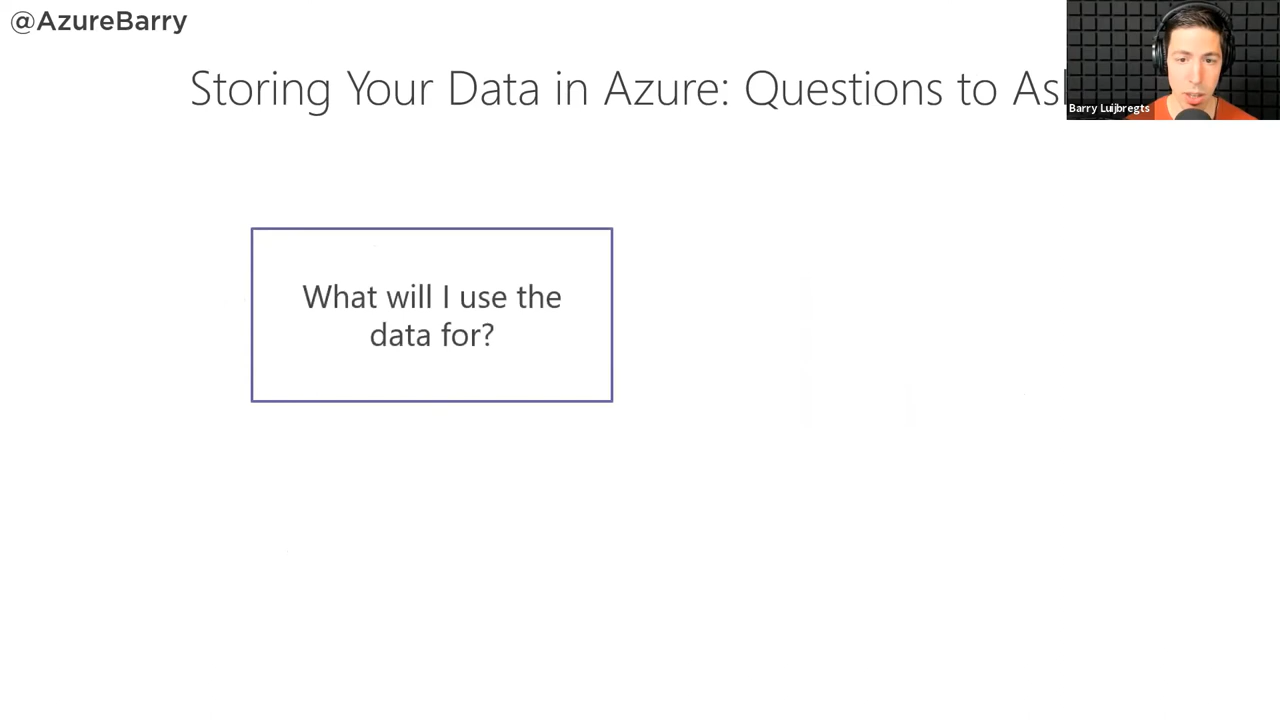 @AzureBarry
Storing Your Data in Azure: Questions to As
Barry Luijbregts
What will I use the
data for?